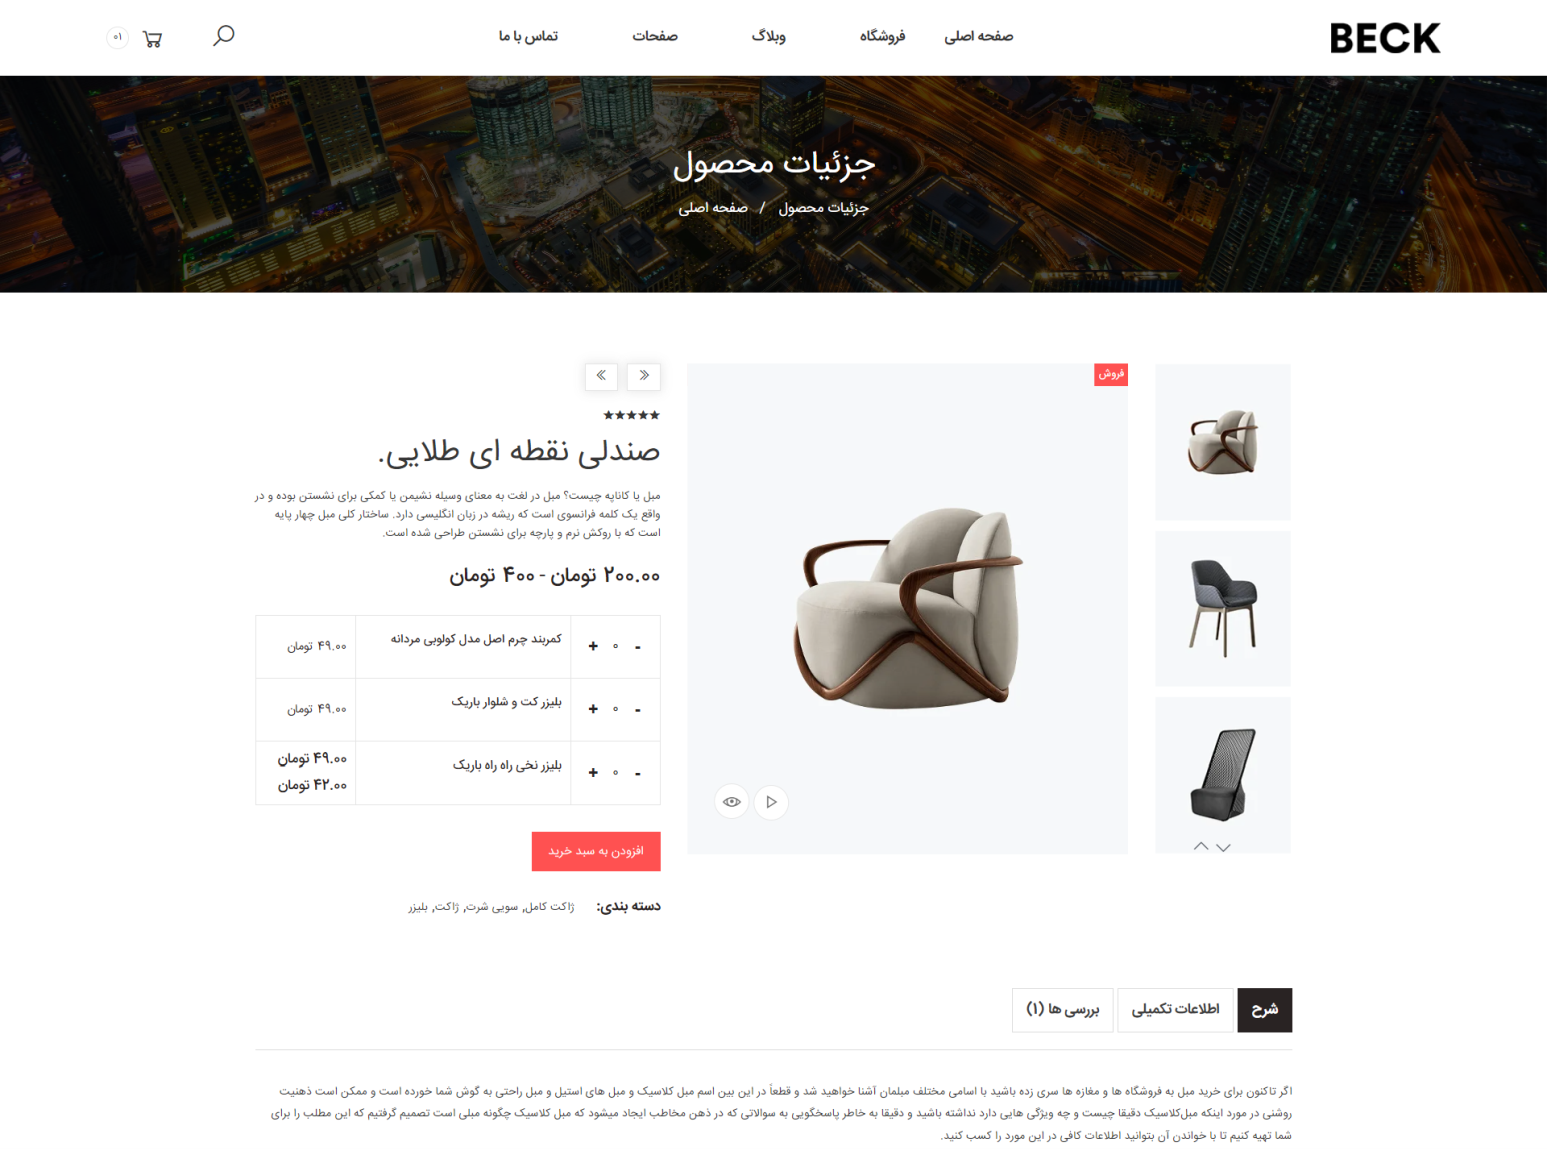 BECK
صفحه اصلی
فروشگاه
وبلاگ
صفحات
تماس با ما
۰۱
جزئیات محصول
جزئیات محصول / صفحه اصلی
فروش
صندلی نقطه ای طلایی.
مبل یا کاناپه چیست؟ مبل در لغت به معنای وسیله نشیمن یا کمکی برای نشستن بوده و در
واقع یک کلمه فرانسوی است که ریشه در زبان انگلیسی دارد. ساختار کلی مبل چهار پایه
است که با روکش نرم و پارچه برای نشستن طراحی شده است.
۲۰۰.۰۰ تومان - ۴۰۰ تومان
- ۰ + کمربند چرم اصل مدل کولوبی مردانه ۴۹.۰۰ تومان
- ۰ + بلیزر کت و شلوار باریک ۴۹.۰۰ تومان
- ۰ + بلیزر نخی راه راه باریک ۴۹.۰۰ تومان
۴۲.۰۰ تومان
افزودن به سبد خرید
دسته بندی: ژاکت کامل, سویی شرت, ژاکت, بلیزر
شرح
اطلاعات تکمیلی
بررسی ها (۱)
اگر تاکنون برای خرید مبل به فروشگاه ها و مغازه ها سری زده باشید با اسامی مختلف مبلمان آشنا خواهید شد و قطعاً در این بین اسم مبل کلاسیک و مبل های استیل و مبل راحتی به گوش شما خورده است و ممکن است ذهنیت
روشنی در مورد اینکه مبل‌کلاسیک دقیقا چیست و چه ویژگی هایی دارد نداشته باشید و دقیقا به خاطر پاسخگویی به سوالاتی که در ذهن مخاطب ایجاد میشود که مبل کلاسیک چگونه مبلی است تصمیم گرفتیم که این مطلب را برای
شما تهیه کنیم تا با خواندن آن بتوانید اطلاعات کافی در این مورد را کسب کنید.